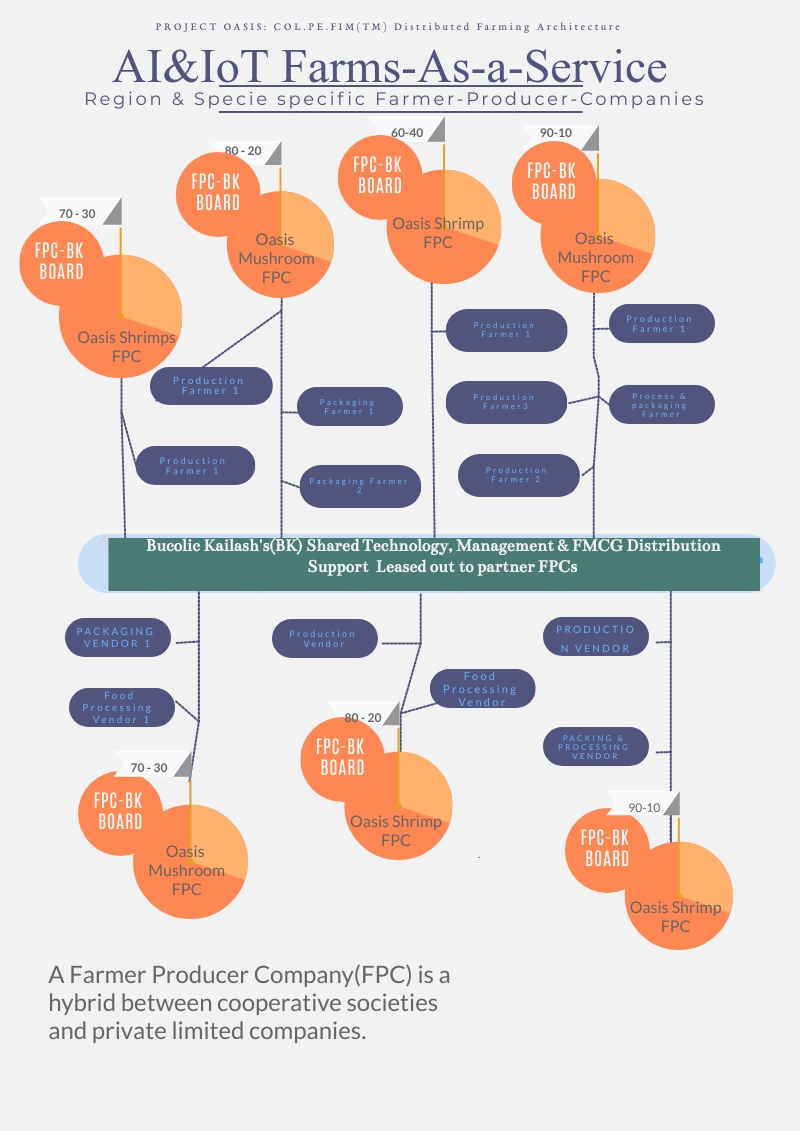 PROJECT OASIS: COL.PE.FIM(TM) Distributed Farming Architecture
AI&IoT Farms-As-a-Service
Region & Specie specific Farmer-Producer-Companies
70 - 30
FPC-BK
BOARD
Oasis Shrimps
FPC
80 - 20
FPC-BK
BOARD
Oasis
Mushroom
FPC
60-40
FPC-BK
BOARD
Oasis Shrimp
FPC
90-10
FPC-BK
BOARD
Oasis
Mushroom
FPC
Production
Farmer 1
Production
Farmer 1
Packaging
Farmer 1
Packaging Farmer
2
Production
Farmer 1
Production
Farmer3
Production
Farmer 2
Production
Farmer 1
Process &
packaging
Farmer
Bucolic Kailash's(BK) Shared Technology, Management & FMCG Distribution
Support Leased out to partner FPCs
PACKAGING
VENDOR 1
Food
Processing
Vendor 1
70 - 30
FPC-BK
BOARD
Oasis
Mushroom
FPC
Production
Vendor
Food
Processing
Vendor
80 - 20
FPC-BK
BOARD
Oasis Shrimp
FPC
PRODUCTIO
N VENDOR
PACKING &
PROCESSING
VENDOR
90-10
FPC-BK
BOARD
Oasis Shrimp
FPC
A Farmer Producer Company(FPC) is a
hybrid between cooperative societies
and private limited companies.